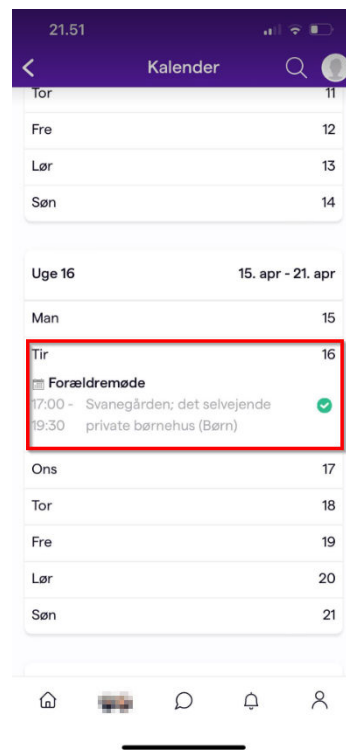 21.51
Kalender
Tor 11
Fre 12
Lør 13
Søn 14
Uge 16 15. apr - 21. apr
Man 15
Tir 16
Forældremøde
17:00 - Svanegården; det selvejende
19:30 private børnehus (Børn)
Ons 17
Tor 18
Fre 19
Lør 20
Søn 21